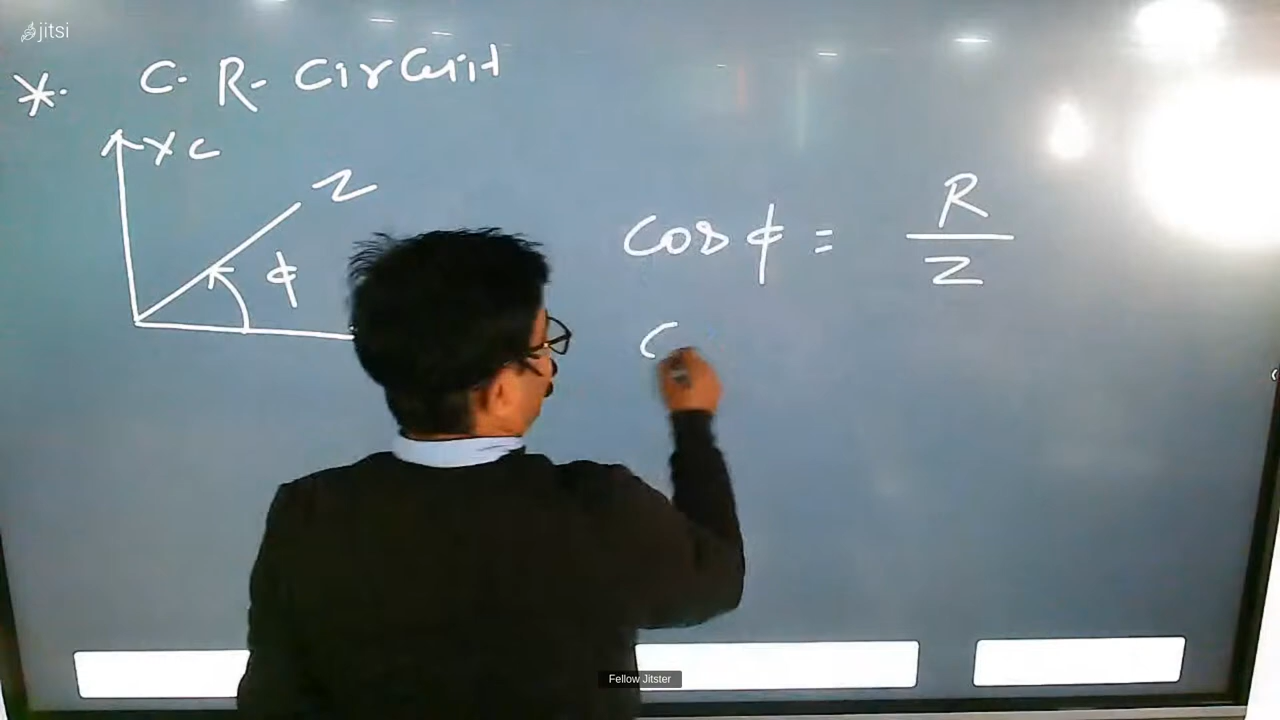 jitsi
*. C. R. Circuit
XC
Z
ϕ
Cos ϕ = R / Z
C
Fellow Jitster